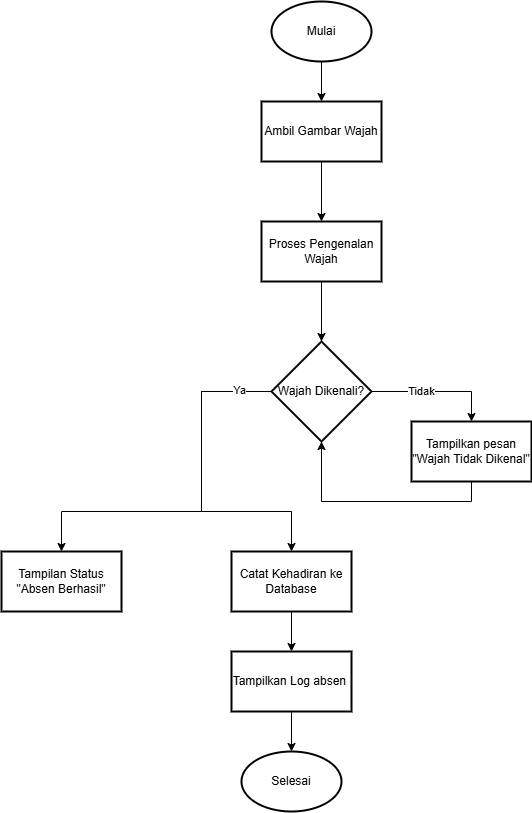 Mulai
Ambil Gambar Wajah
Proses Pengenalan
Wajah
Wajah Dikenali?
Ya
Tidak
Tampilkan pesan
"Wajah Tidak Dikenal"
Tampilan Status
"Absen Berhasil"
Catat Kehadiran ke
Database
Tampilkan Log absen
Selesai